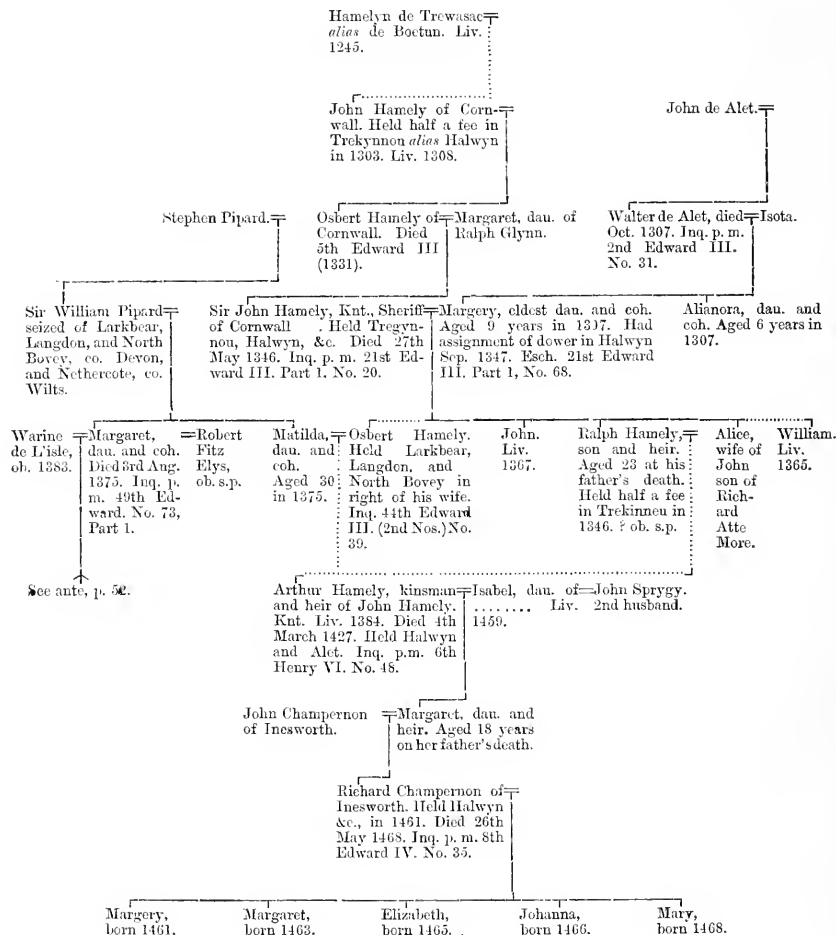 Hamelyn de Trewasac
alias de Boetun. Liv.
1245.
John Hamely of Corn-
wall. Held half a fee in
Trekynnon alias Halwyn
in 1303. Liv. 1308.
John de Alet.
Stephen Pipard.
Osbert Hamely of
Cornwall. Died
5th Edward III
(1331).
Margaret, dau. of
Ralph Glynn.
Walter de Alet, died
Oct. 1307. Inq. p. m.
2nd Edward III.
No. 31.
Isota.
Sir William Pipard
seized of Larkbear,
Langdon, and North
Bovey, co. Devon,
and Nethercote, co.
Wilts.
Sir John Hamely, Knt., Sheriff
of Cornwall . Held Tregyn-
nou, Halwyn, &c. Died 27th
May 1346. Inq. p. m. 21st Ed-
ward III. Part 1. No. 20.
Margery, eldest dau. and coh.
Aged 9 years in 1307. Had
assignment of dower in Halwyn
Sep. 1347. Esch. 21st Edward
III. Part 1, No. 68.
Alianora, dau. and
coh. Aged 6 years in
1307.
Warine
de L'isle,
ob. 1383.
Margaret,
dau. and coh.
Died 3rd Aug.
1375. Inq. p.
m. 49th Ed-
ward. No. 73,
Part 1.
Robert
Fitz
Elys,
ob. s.p.
Matilda,
dau. and
coh.
Aged 30
in 1375.
Osbert Hamely.
Held Larkbear,
Langdon, and
North Bovey in
right of his wife.
Inq. 44th Edward
III. (2nd Nos.) No.
39.
John.
Liv.
1367.
Ralph Hamely,
son and heir.
Aged 23 at his
father's death.
Held half a fee
in Trekinneu in
1346. ? ob. s.p.
Alice,
wife of
John
son of
Rich-
ard
Atte
More.
William.
Liv.
1365.
See ante, p. 52.
Arthur Hamely, kinsman
and heir of John Hamely.
Knt. Liv. 1384. Died 4th
March 1427. Held Halwyn
and Alet. Inq. p.m. 6th
Henry VI. No. 48.
Isabel, dau. of
........ Liv.
1459.
John Sprygy.
2nd husband.
John Champernon
of Inesworth.
Margaret, dau. and
heir. Aged 18 years
on her father's death.
Richard Champernon of
Inesworth. Held Halwyn
&c., in 1461. Died 26th
May 1468. Inq. p. m. 8th
Edward IV. No. 35.
Margery,
born 1461.
Margaret,
born 1463.
Elizabeth,
born 1465.
Johanna,
born 1466.
Mary,
born 1468.